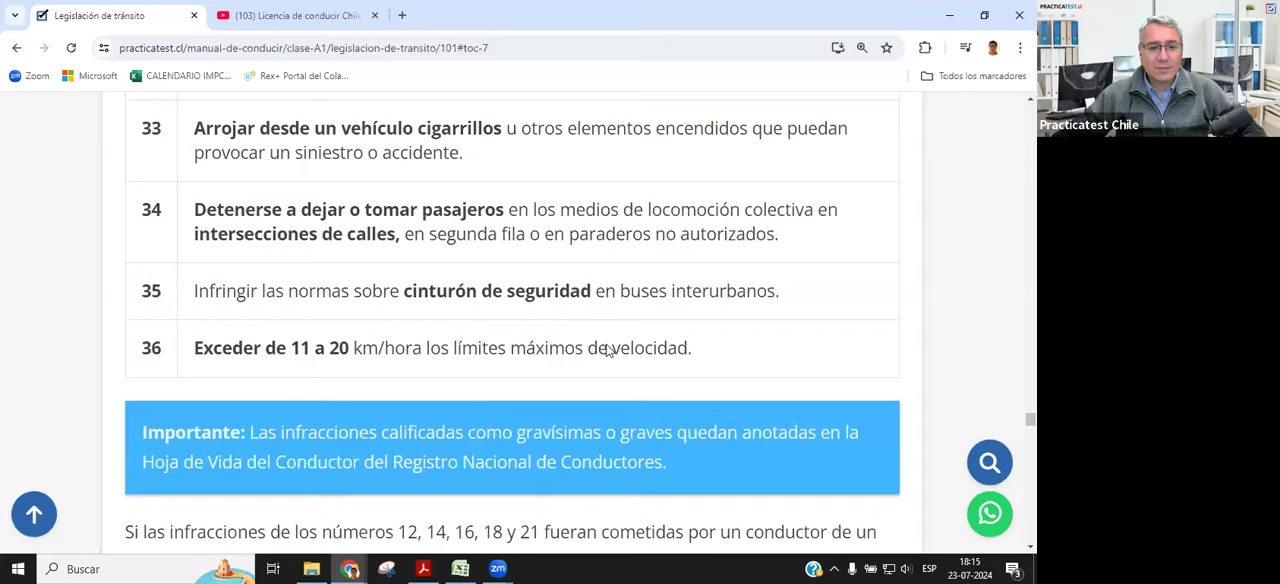 Legislación de tránsito
(103) Licencia de conducir Chile
practicatest.cl/manual-de-conducir/clase-A1/legislacion-de-transito/101#toc-7
Zoom
Microsoft
CALENDARIO IMPC...
Rex+ Portal del Cola...
Todos los marcadores
PRACTICATEST.cl
Practicatest Chile
33 Arrojar desde un vehículo cigarrillos u otros elementos encendidos que puedan
provocar un siniestro o accidente.
34 Detenerse a dejar o tomar pasajeros en los medios de locomoción colectiva en
intersecciones de calles, en segunda fila o en paraderos no autorizados.
35 Infringir las normas sobre cinturón de seguridad en buses interurbanos.
36 Exceder de 11 a 20 km/hora los límites máximos de velocidad.
Importante: Las infracciones calificadas como gravísimas o graves quedan anotadas en la
Hoja de Vida del Conductor del Registro Nacional de Conductores.
Si las infracciones de los números 12, 14, 16, 18 y 21 fueran cometidas por un conductor de un
Buscar
zm
ESP
18:15
23-07-2024
3